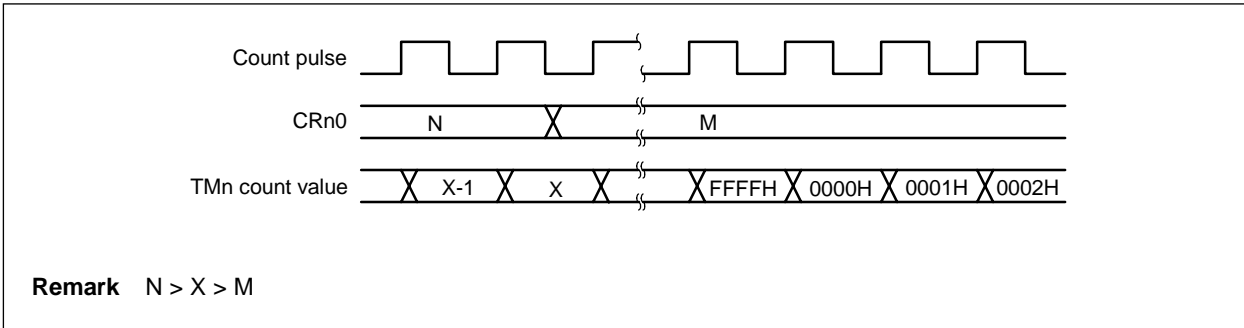 Count pulse
CRn0 N M
TMn count value X-1 X FFFFH 0000H 0001H 0002H
Remark N > X > M